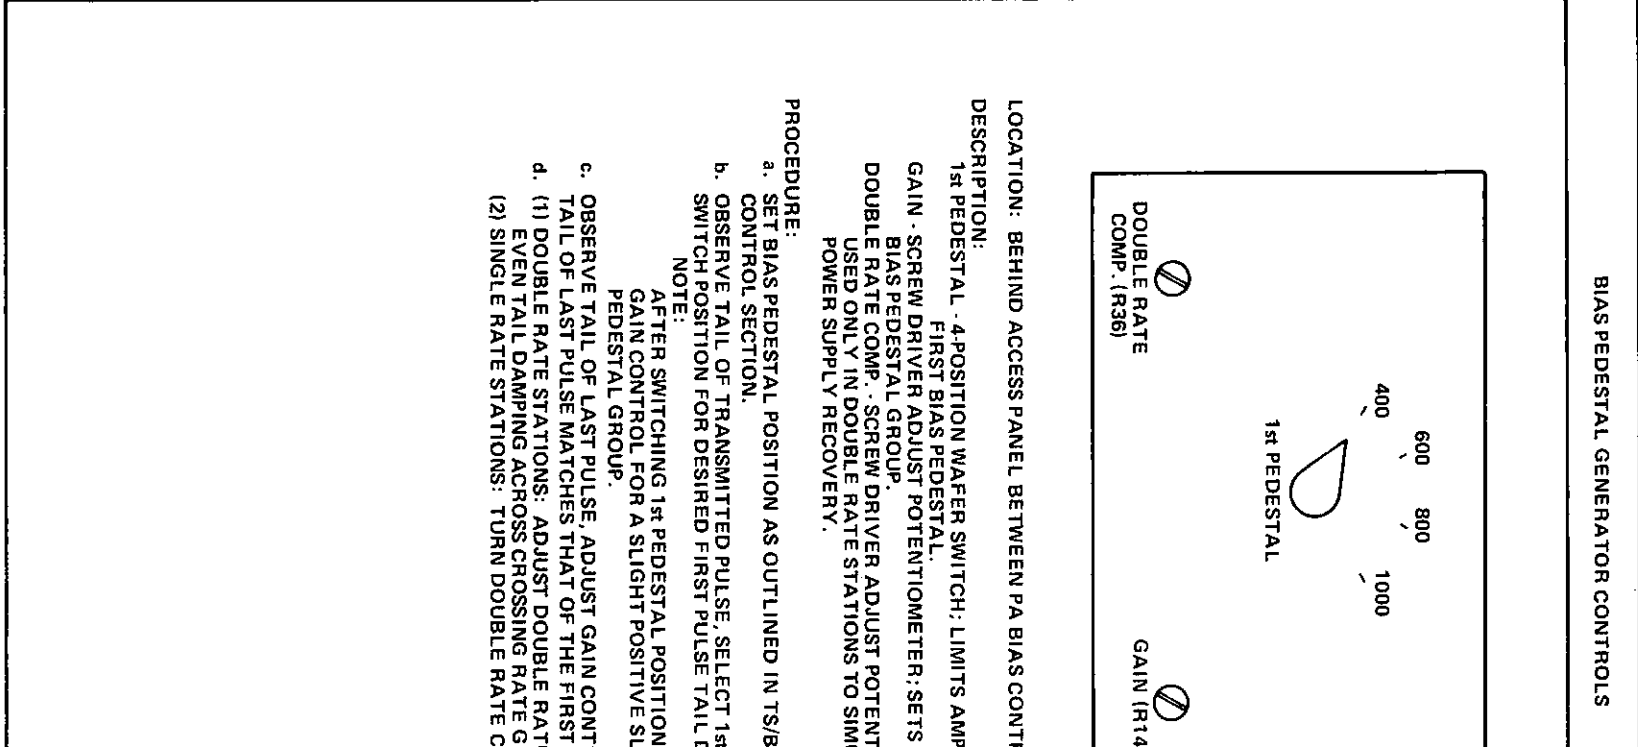 BIAS PEDESTAL GENERATOR CONTROLS
400
600
800
1000
1st PEDESTAL
DOUBLE RATE
COMP. (R36)
GAIN (R14
LOCATION: BEHIND ACCESS PANEL BETWEEN PA BIAS CONT
DESCRIPTION:
1st PEDESTAL - 4-POSITION WAFER SWITCH; LIMITS AMP
FIRST BIAS PEDESTAL.
GAIN - SCREW DRIVER ADJUST POTENTIOMETER; SETS
BIAS PEDESTAL GROUP.
DOUBLE RATE COMP. - SCREW DRIVER ADJUST POTENT
USED ONLY IN DOUBLE RATE STATIONS TO SIM
POWER SUPPLY RECOVERY.
PROCEDURE:
a. SET BIAS PEDESTAL POSITION AS OUTLINED IN TS/B
CONTROL SECTION.
b. OBSERVE TAIL OF TRANSMITTED PULSE, SELECT 1st
SWITCH POSITION FOR DESIRED FIRST PULSE TAIL D
NOTE:
AFTER SWITCHING 1st PEDESTAL POSITION
GAIN CONTROL FOR A SLIGHT POSITIVE SL
PEDESTAL GROUP.
c. OBSERVE TAIL OF LAST PULSE, ADJUST GAIN CONT
TAIL OF LAST PULSE MATCHES THAT OF THE FIRST
d. (1) DOUBLE RATE STATIONS: ADJUST DOUBLE RAT
EVEN TAIL DAMPING ACROSS CROSSING RATE G
(2) SINGLE RATE STATIONS: TURN DOUBLE RATE C